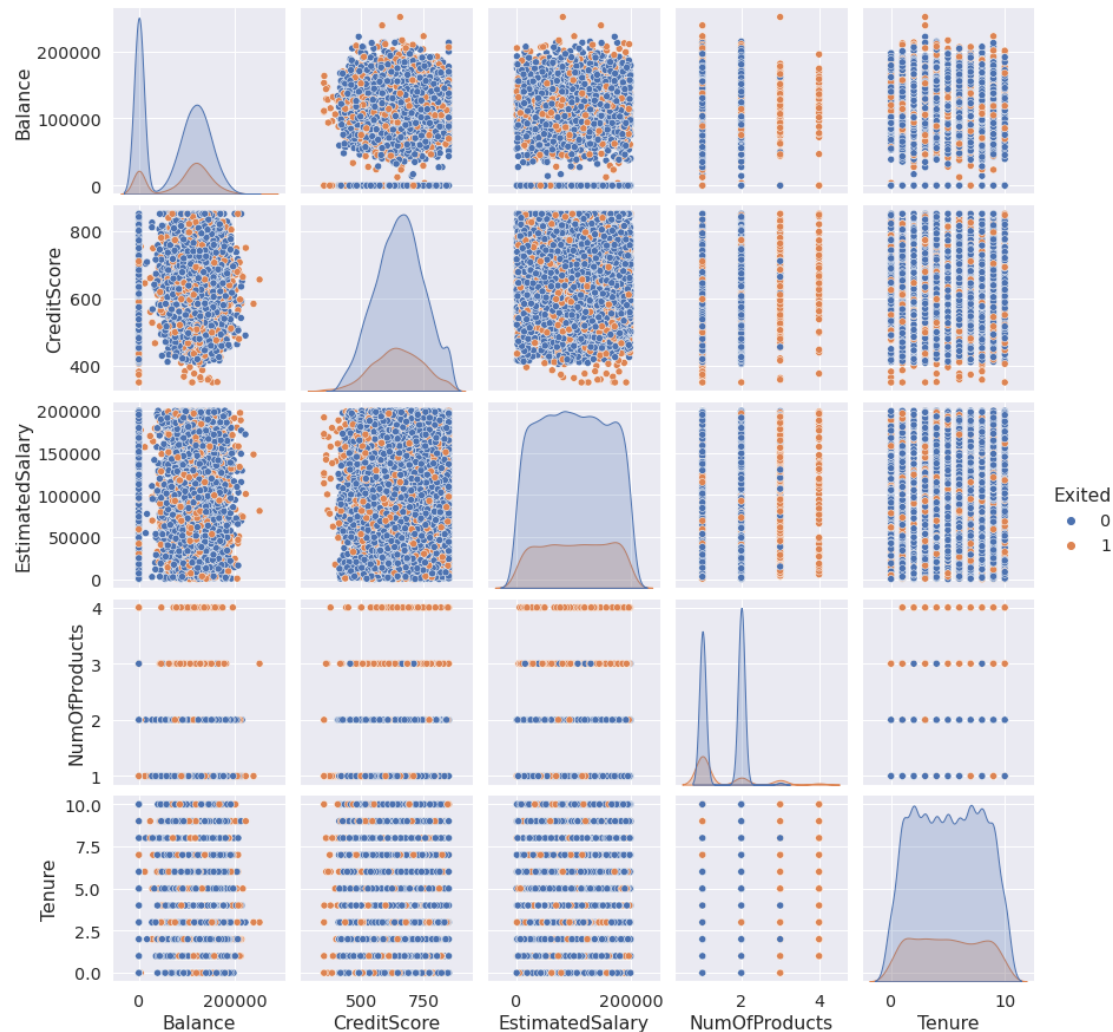 Balance
200000
100000
0
CreditScore
800
600
400
EstimatedSalary
200000
150000
100000
50000
0
NumOfProducts
4
3
2
1
Tenure
10.0
7.5
5.0
2.5
0.0
0 200000
Balance
500 750
CreditScore
0 200000
EstimatedSalary
2 4
NumOfProducts
0 10
Tenure
Exited
0
1